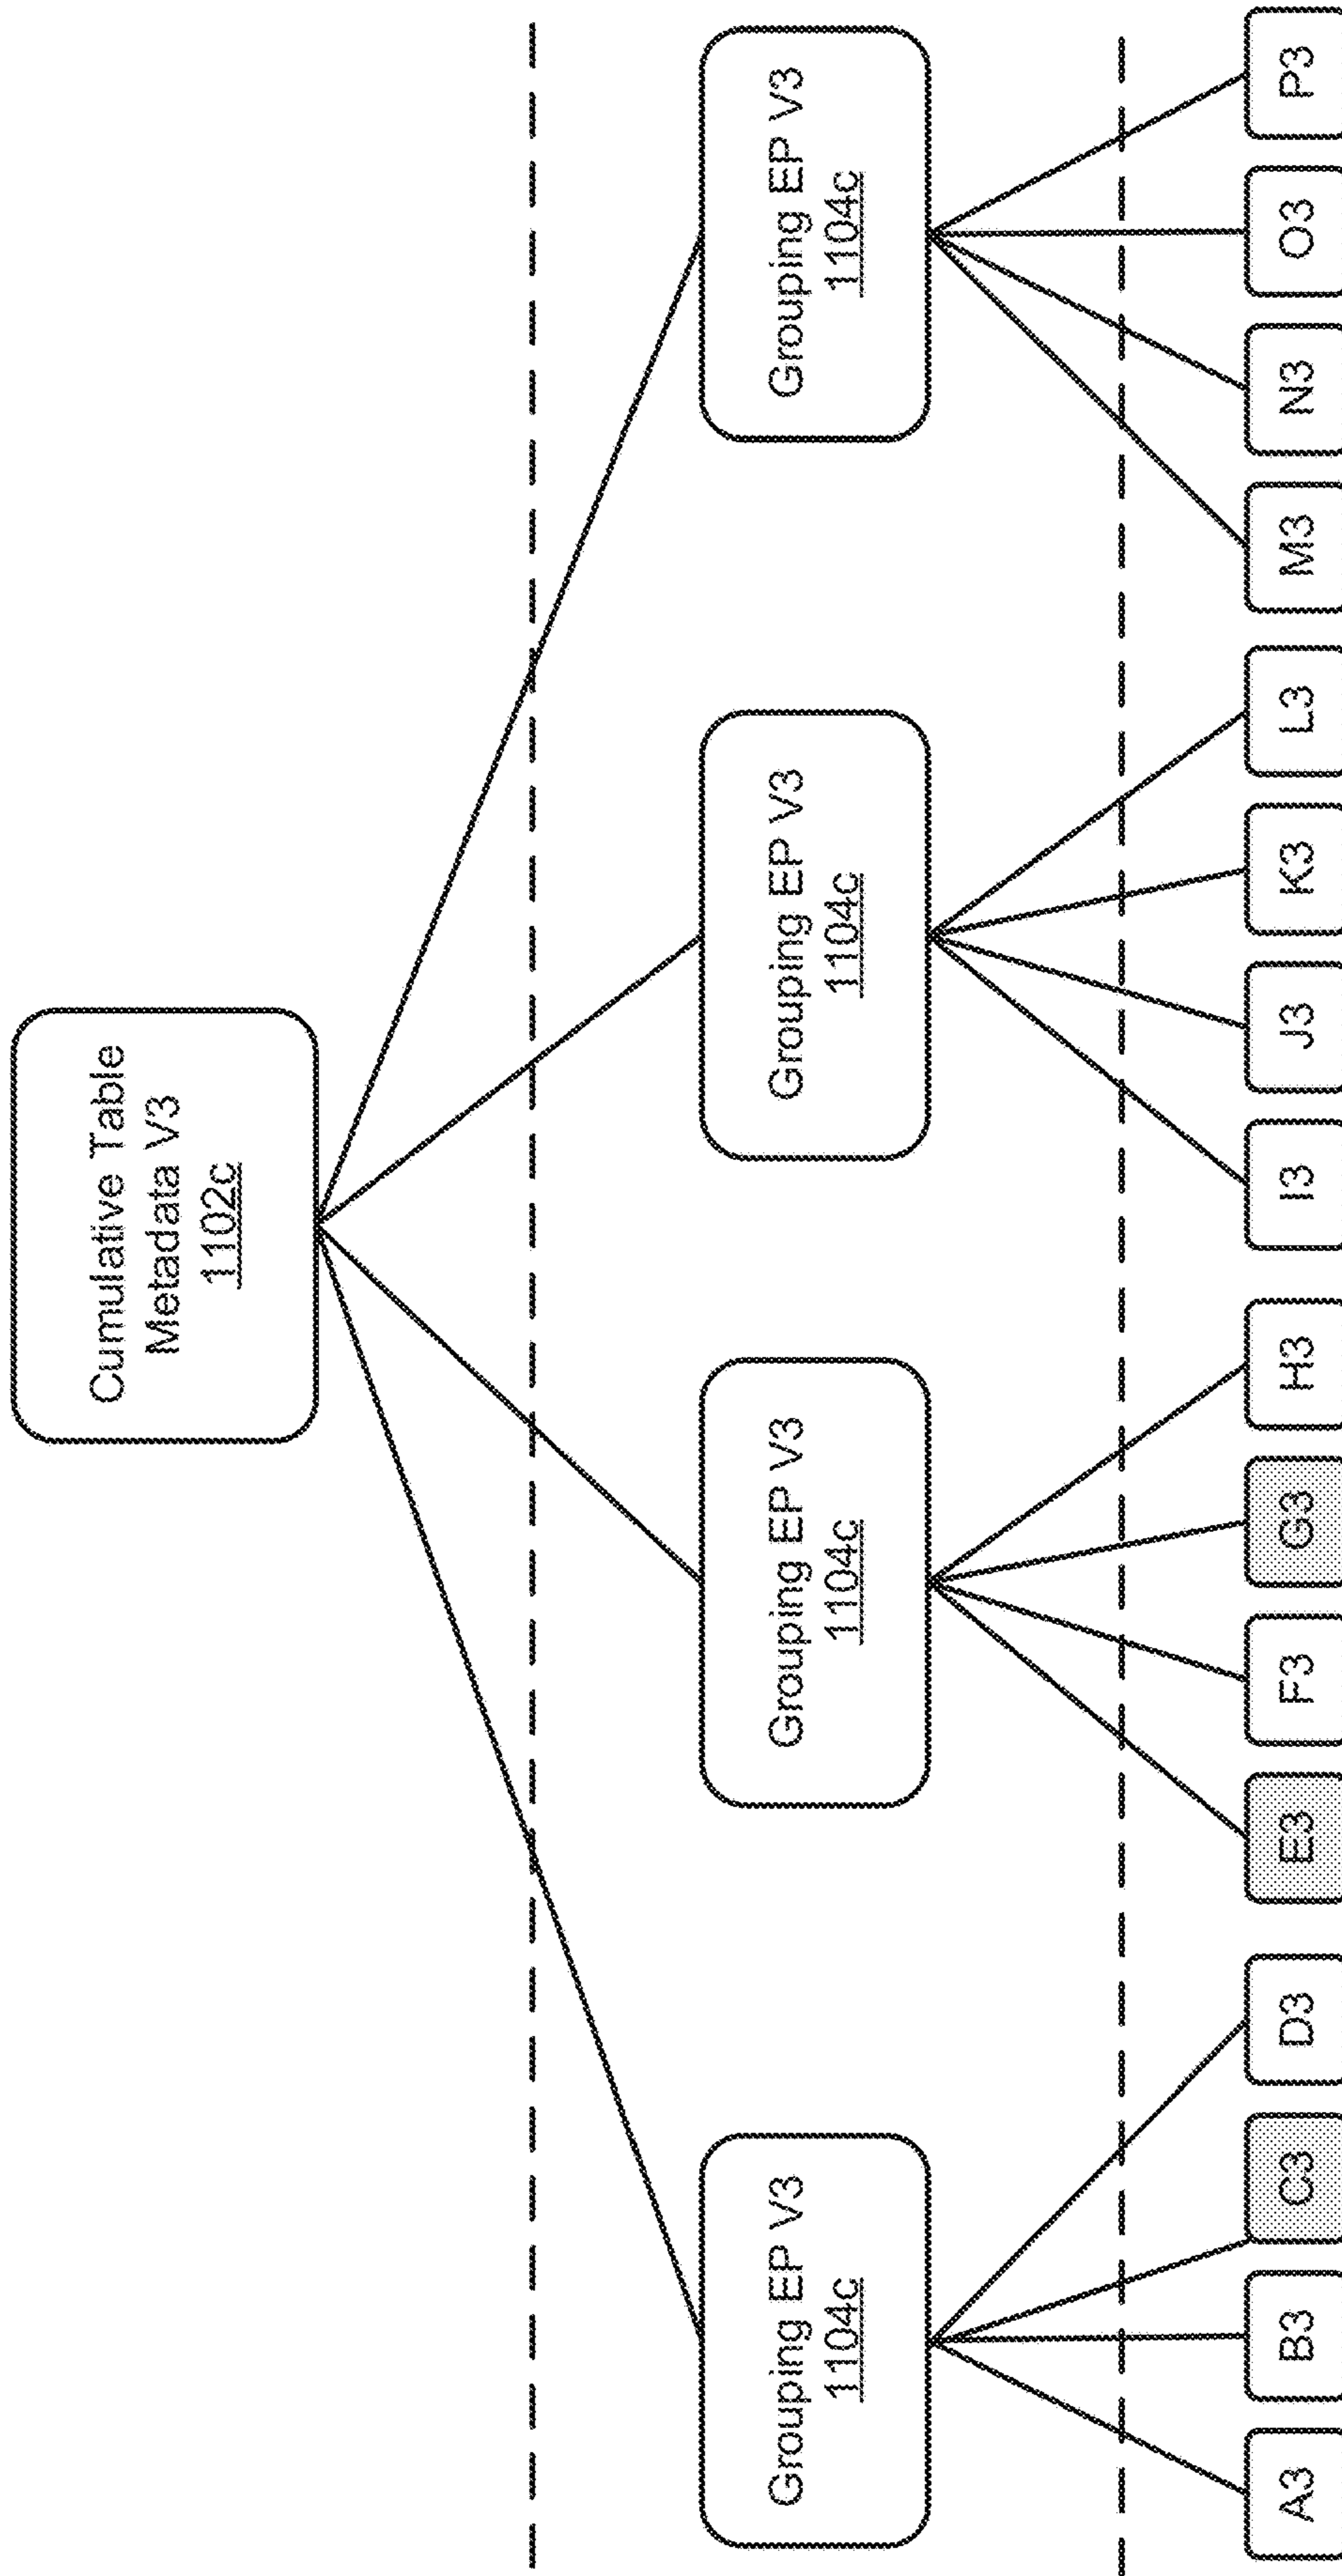 Cumulative Table
Metadata V3
1102c
Grouping EP V3
1104c
Grouping EP V3
1104c
Grouping EP V3
1104c
Grouping EP V3
1104c
A3
B3
C3
D3
E3
F3
G3
H3
I3
J3
K3
L3
M3
N3
O3
P3